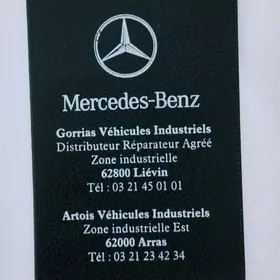 Mercedes-Benz
Gorrias Véhicules Industriels
Distributeur Réparateur Agréé
Zone industrielle
62800 Liévin
Tél : 03 21 45 01 01
Artois Véhicules Industriels
Zone industrielle Est
62000 Arras
Tél : 03 21 23 42 34